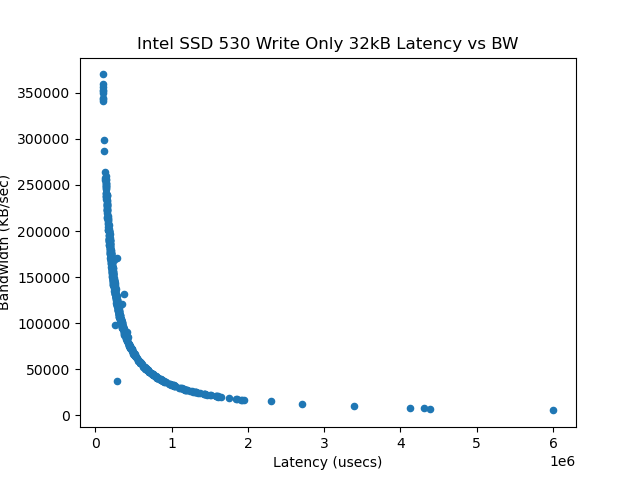 Intel SSD 530 Write Only 32kB Latency vs BW
Bandwidth (KB/sec)
350000
300000
250000
200000
150000
100000
50000
0
0 1 2 3 4 5 6
1e6
Latency (usecs)